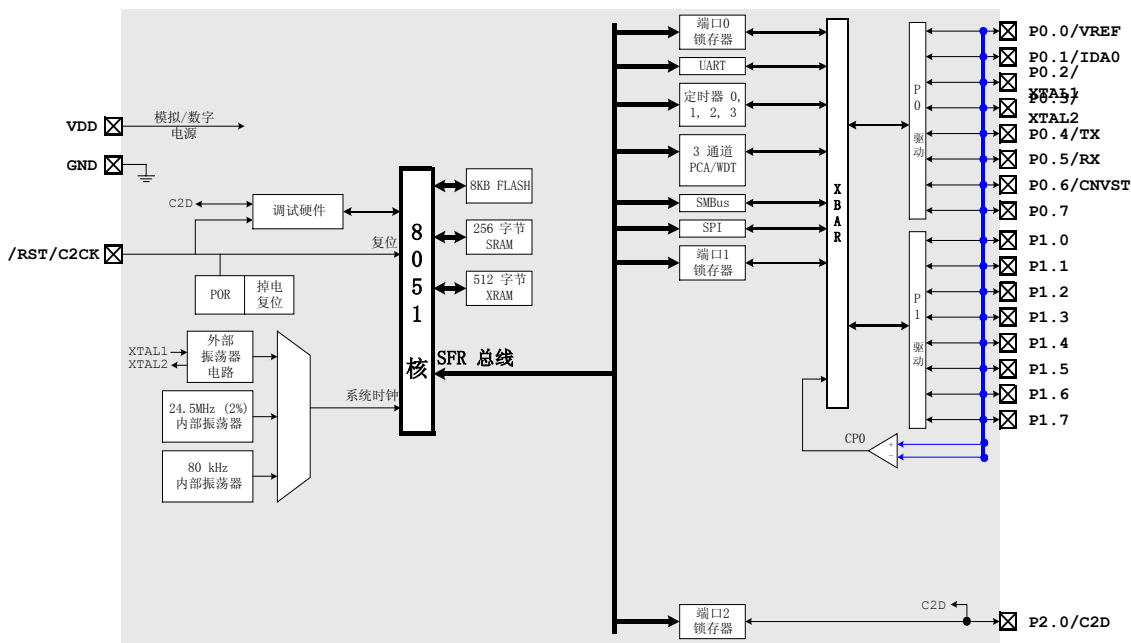 端口0
锁存器
UART
定时器 0,
1, 2, 3
3 通道
PCA/WDT
SMBus
SPI
端口1
锁存器
XBAR
P0 驱动
P1 驱动
CP0
+
-
P0.0/VREF
P0.1/IDA0
P0.2/
XTAL1
P0.3/
XTAL2
P0.4/TX
P0.5/RX
P0.6/CNVST
P0.7
P1.0
P1.1
P1.2
P1.3
P1.4
P1.5
P1.6
P1.7
VDD
模拟/数字
电源
GND
C2D
调试硬件
/RST/C2CK
复位
POR
掉电
复位
8051 核
8KB FLASH
256 字节
SRAM
512 字节
XRAM
SFR 总线
XTAL1
XTAL2
外部
振荡器
电路
24.5MHz (2%)
内部振荡器
80 kHz
内部振荡器
系统时钟
端口2
锁存器
C2D
P2.0/C2D